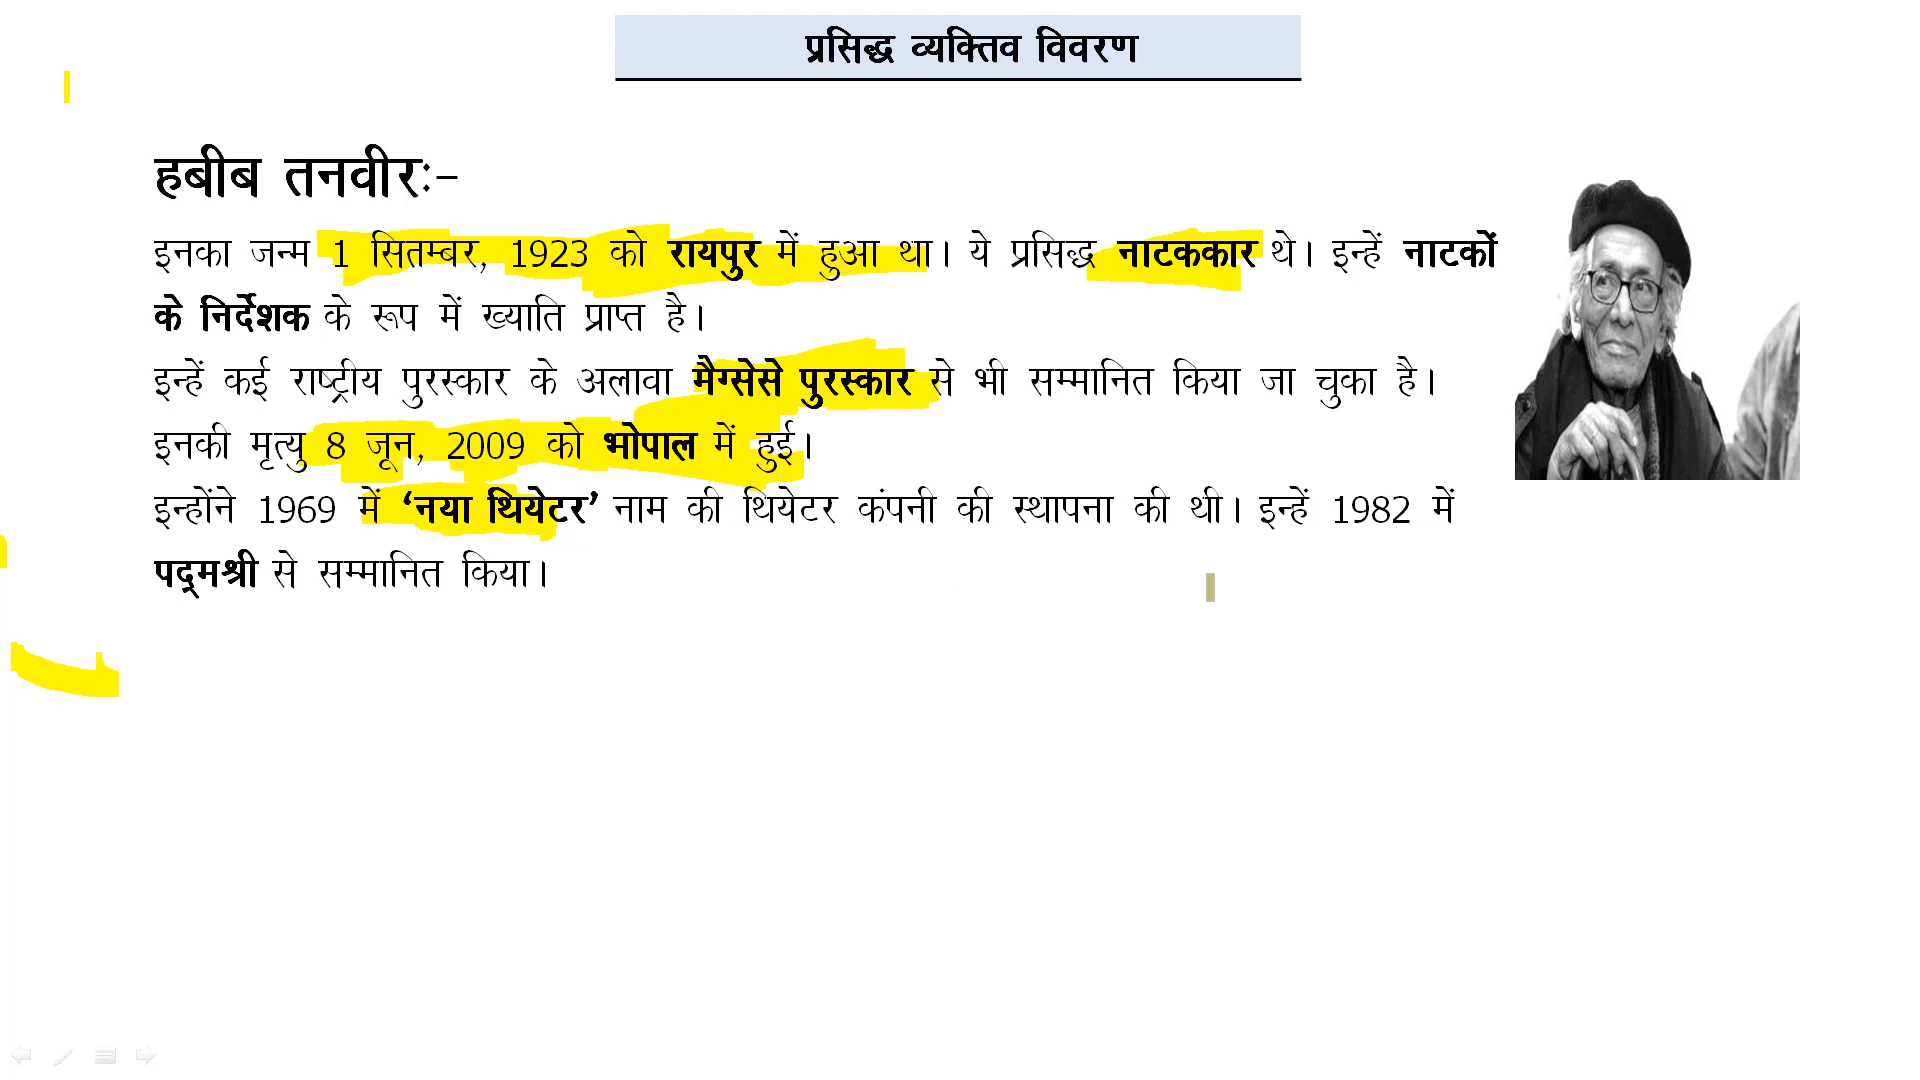 प्रसिद्ध व्यक्तिव विवरण
हबीब तनवीरः-
इनका जन्म 1 सितम्बर, 1923 को रायपुर में हुआ था। ये प्रसिद्ध नाटककार थे। इन्हें नाटकों
के निर्देशक के रूप में ख्याति प्राप्त है।
इन्हें कई राष्ट्रीय पुरस्कार के अलावा मैग्सेसे पुरस्कार से भी सम्मानित किया जा चुका है।
इनकी मृत्यु 8 जून, 2009 को भोपाल में हुई।
इन्होंने 1969 में ‘नया थियेटर’ नाम की थियेटर कंपनी की स्थापना की थी। इन्हें 1982 में
पद्मश्री से सम्मानित किया।